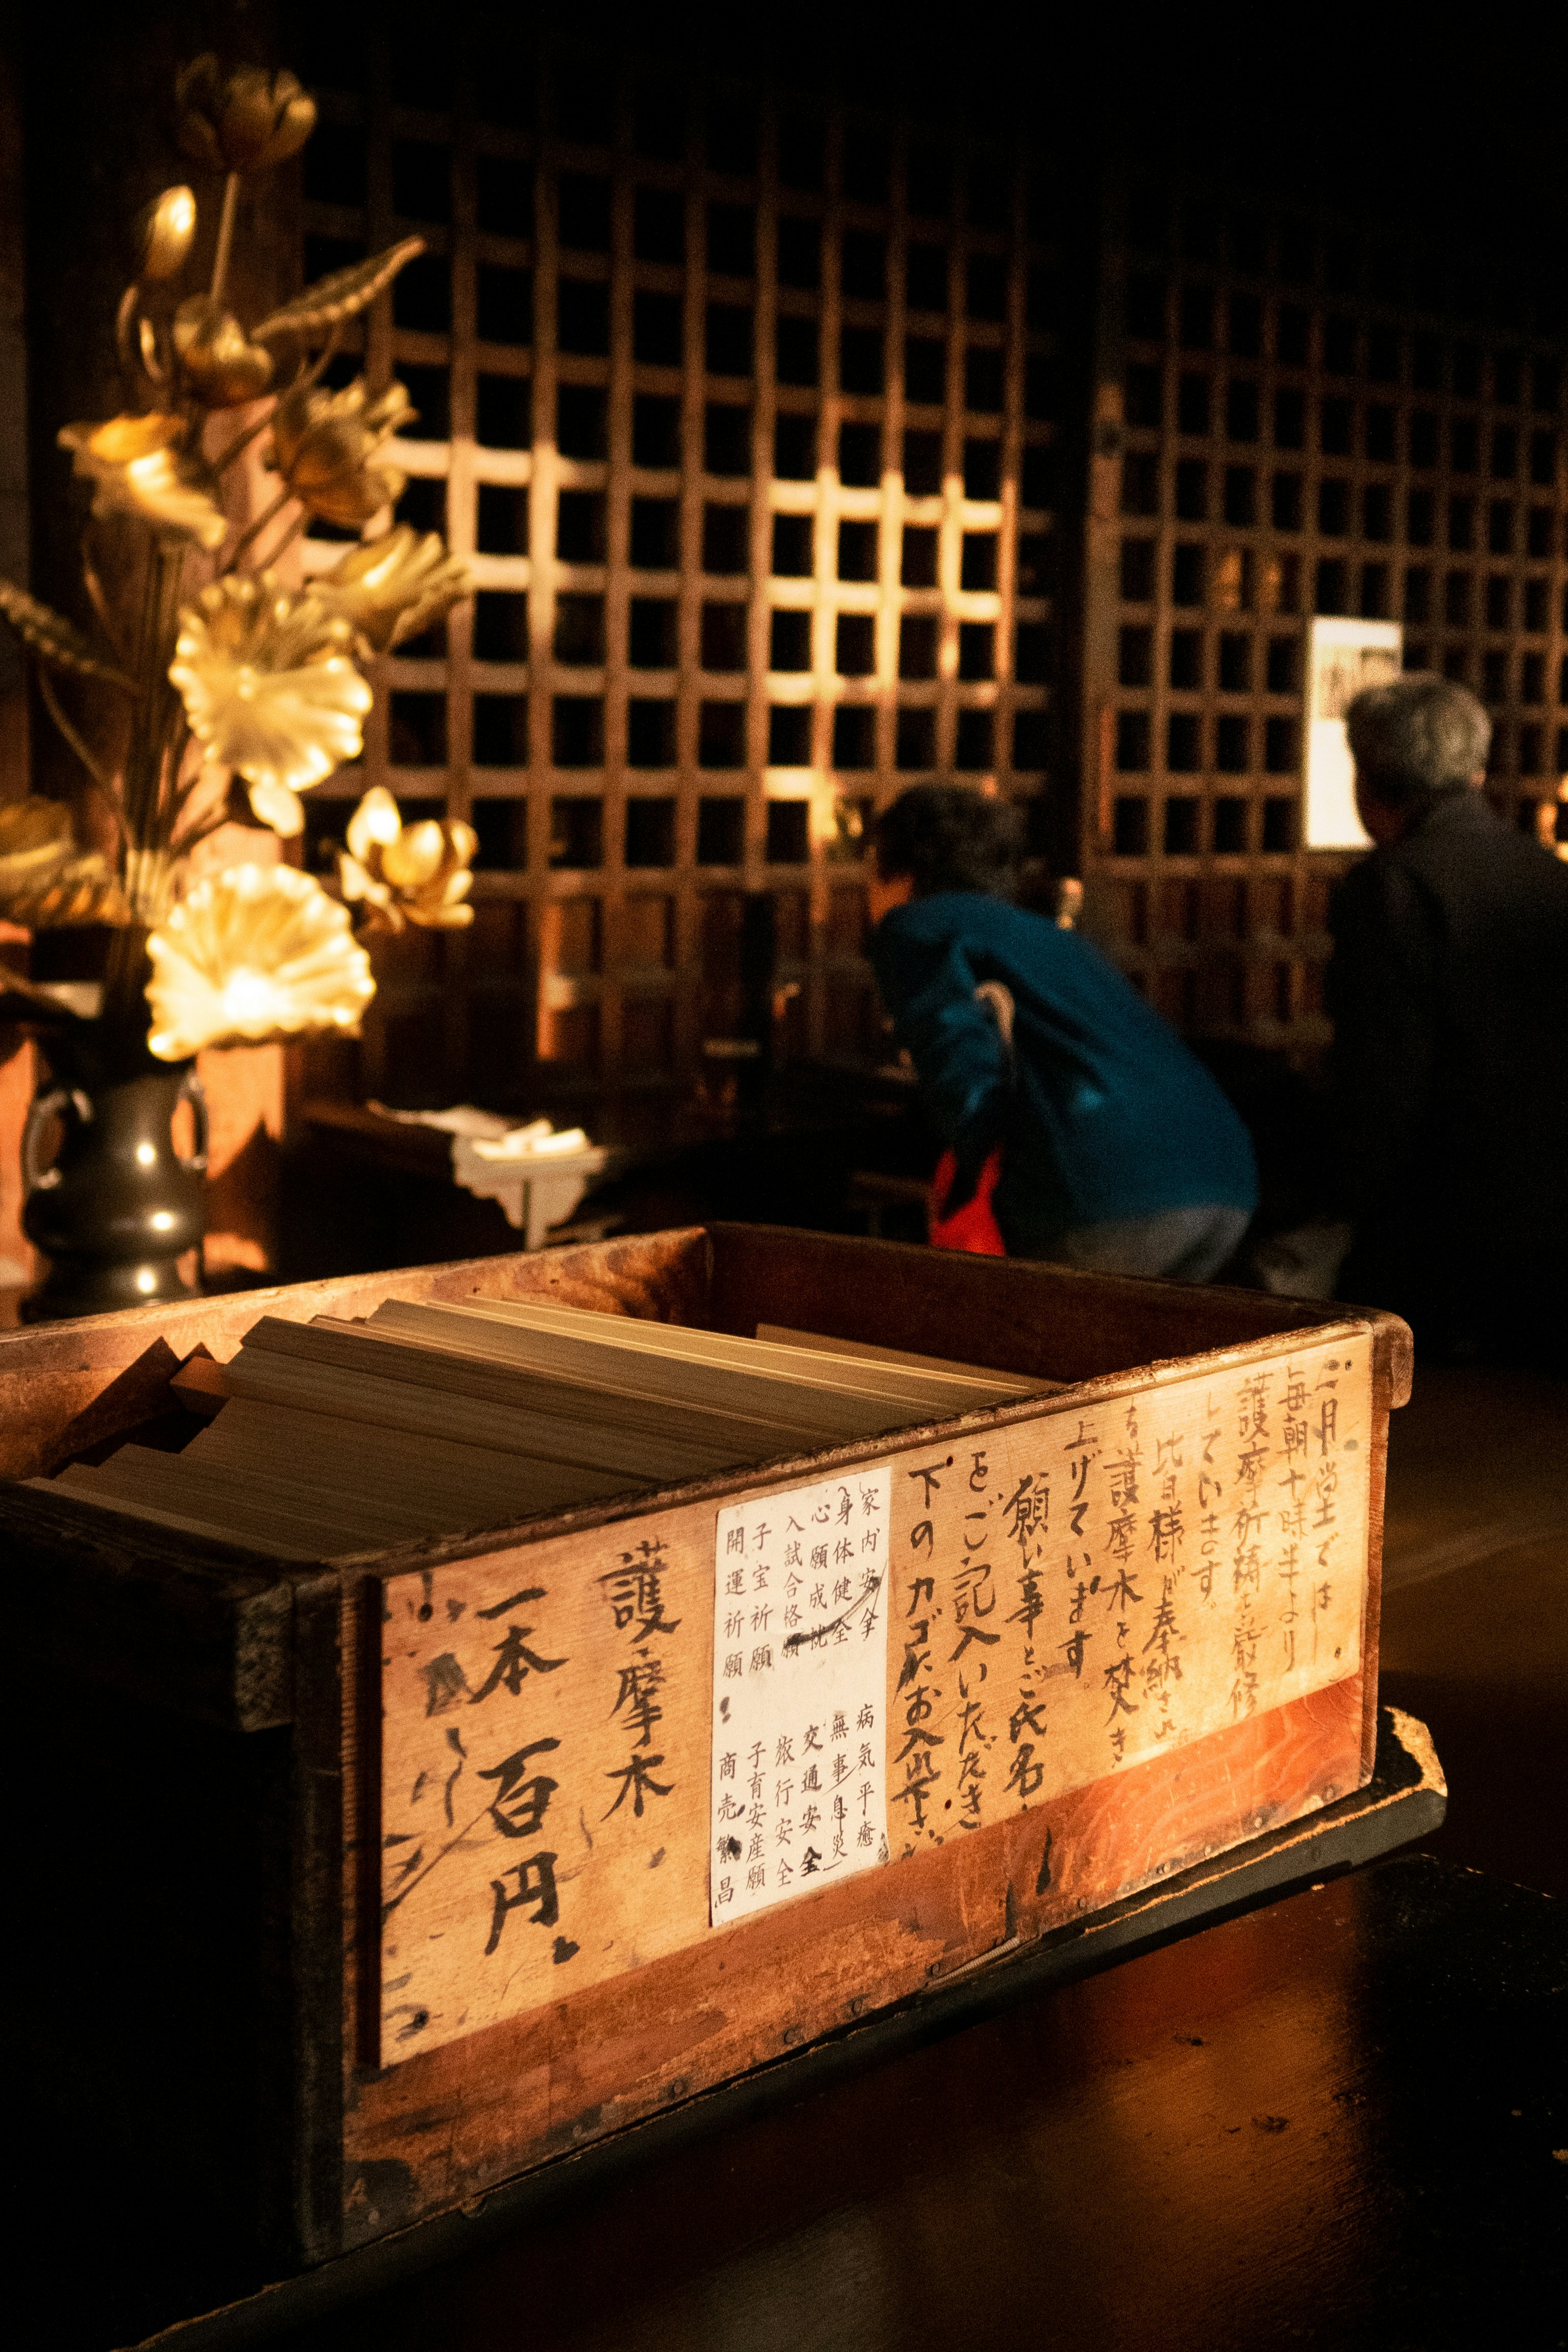 二月堂では
毎朝十時半より
護摩祈祷を厳修
しています。
皆様が奉納され
る護摩木を焚き
上げています。
願い事とご氏名
をご記入いただき
下のカゴにお入れ下さい
家内安全
身体健全
心願成就
入試合格願
子宝祈願
開運祈願
病気平癒
無事息災
交通安全
旅行安全
子育安産願
商売繁昌
護摩木
一本 百円